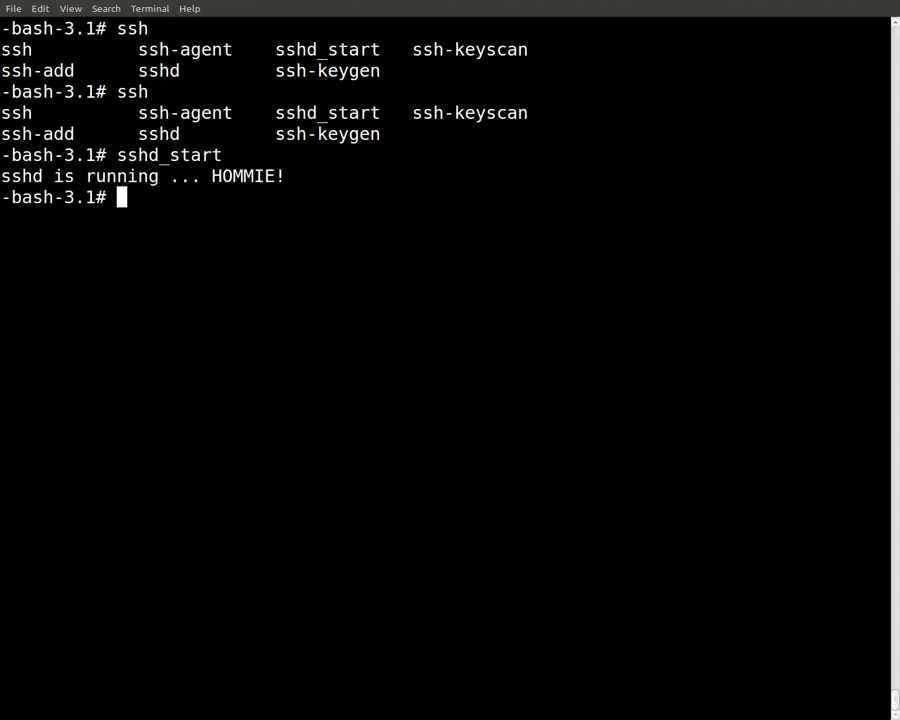 File Edit View Search Terminal Help
-bash-3.1# ssh
ssh ssh-agent sshd_start ssh-keyscan
ssh-add sshd ssh-keygen
-bash-3.1# ssh
ssh ssh-agent sshd_start ssh-keyscan
ssh-add sshd ssh-keygen
-bash-3.1# sshd_start
sshd is running ... HOMMIE!
-bash-3.1#